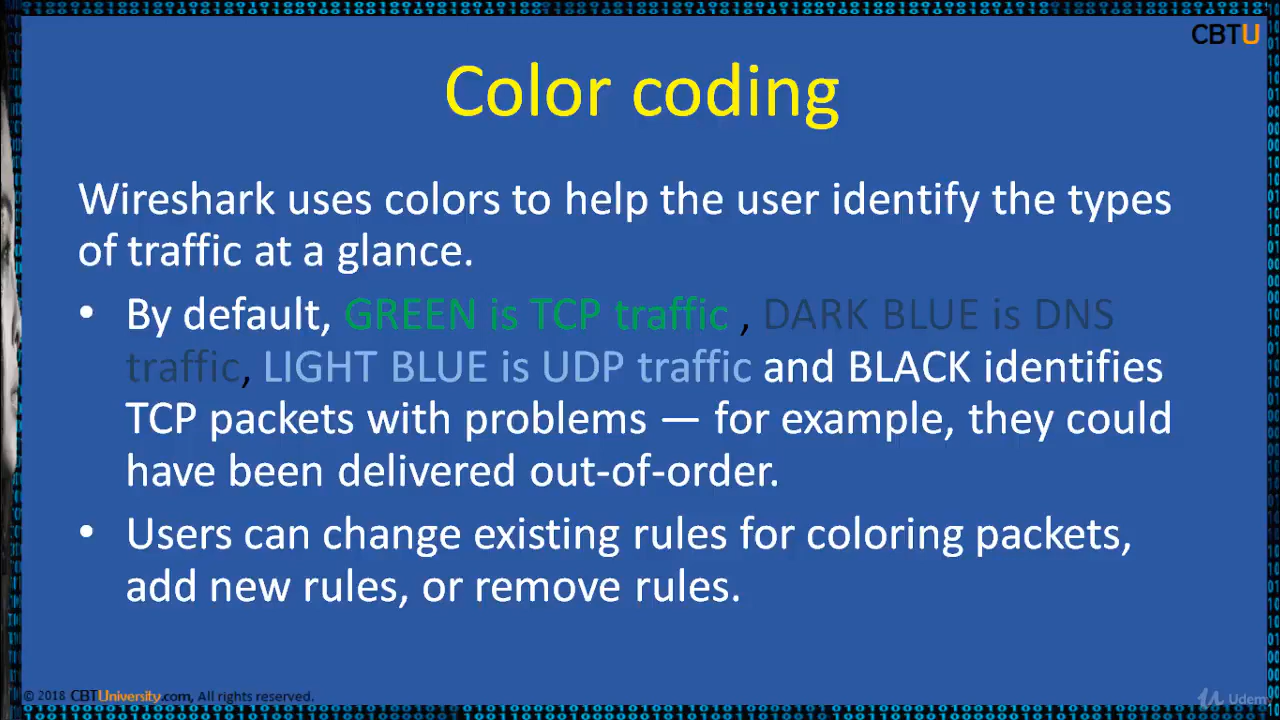 CBTU
Color coding
Wireshark uses colors to help the user identify the types
of traffic at a glance.
• By default, GREEN is TCP traffic , DARK BLUE is DNS
traffic, LIGHT BLUE is UDP traffic and BLACK identifies
TCP packets with problems — for example, they could
have been delivered out-of-order.
• Users can change existing rules for coloring packets,
add new rules, or remove rules.
© 2018 CBTUniversity.com, All rights reserved.
Udemy